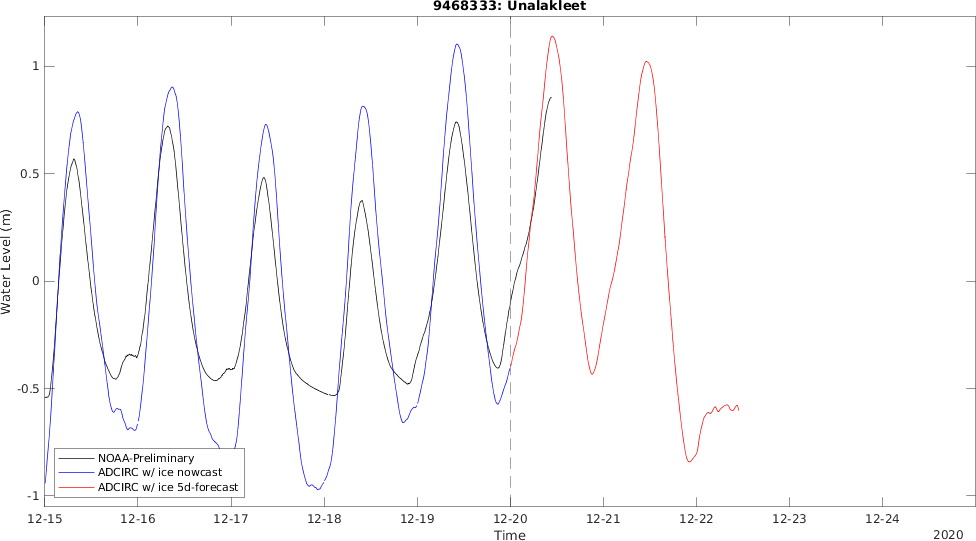 9468333: Unalakleet
Water Level (m)
1
0.5
0
-0.5
-1
NOAA-Preliminary
ADCIRC w/ ice nowcast
ADCIRC w/ ice 5d-forecast
12-15 12-16 12-17 12-18 12-19 12-20 12-21 12-22 12-23 12-24
Time
2020